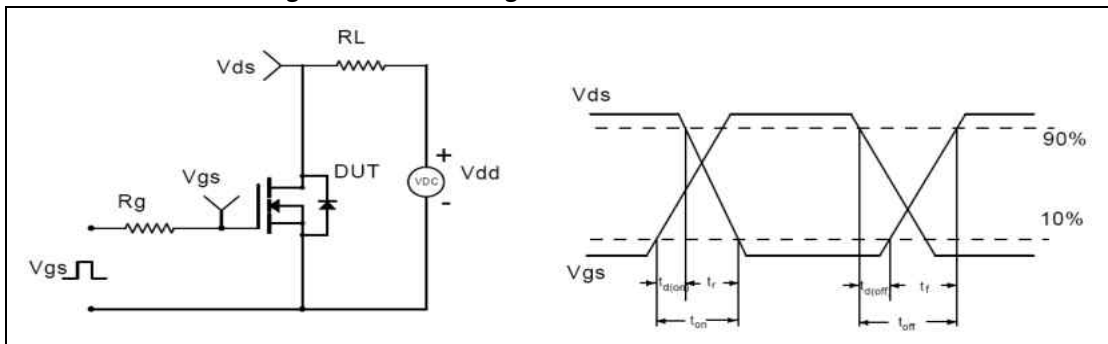 RL
Vds
Vgs
DUT
+
Vdd
VDC
-
Rg
Vgs
Vds
90%
10%
Vgs
td(on)
tr
td(off
tf
ton
toff